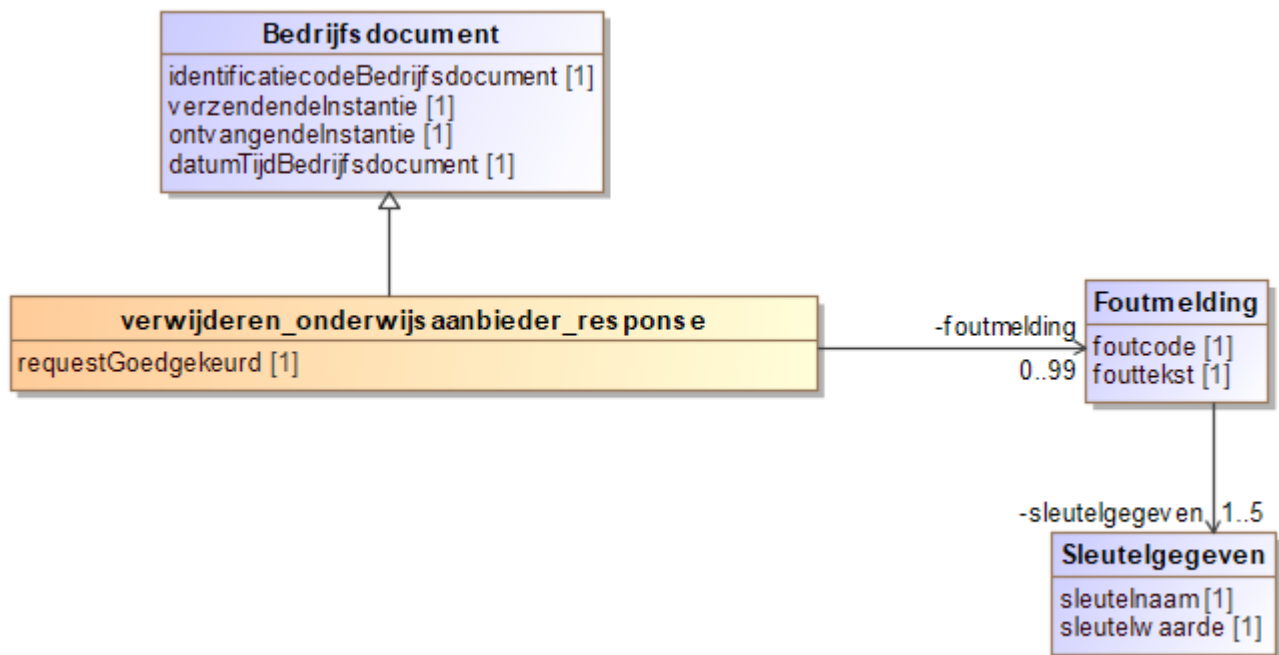 Bedrijfsdocument
identificatiecodeBedrijfsdocument [1]
verzendendeInstantie [1]
ontvangendeInstantie [1]
datumTijdBedrijfsdocument [1]
verwijderen_onderwijsaanbieder_response
requestGoedgekeurd [1]
-foutmelding
0..99
Foutmelding
foutcode [1]
fouttekst [1]
-sleutelgegeven 1..5
Sleutelgegeven
sleutelnaam [1]
sleutelwaarde [1]